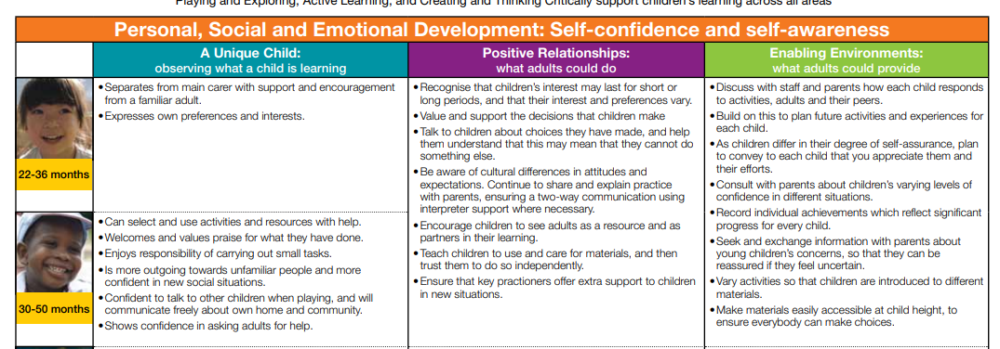 Playing and Exploring, Active Learning, and Creating and Thinking Critically support children's learning across all areas
Personal, Social and Emotional Development: Self-confidence and self-awareness
A Unique Child:
observing what a child is learning
Positive Relationships:
what adults could do
Enabling Environments:
what adults could provide
22-36 months
• Separates from main carer with support and encouragement
from a familiar adult.
• Expresses own preferences and interests.
30-50 months
• Can select and use activities and resources with help.
• Welcomes and values praise for what they have done.
• Enjoys responsibility of carrying out small tasks.
• Is more outgoing towards unfamiliar people and more
confident in new social situations.
• Confident to talk to other children when playing, and will
communicate freely about own home and community.
• Shows confidence in asking adults for help.
• Recognise that children's interest may last for short or
long periods, and that their interest and preferences vary.
• Value and support the decisions that children make
• Talk to children about choices they have made, and help
them understand that this may mean that they cannot do
something else.
• Be aware of cultural differences in attitudes and
expectations. Continue to share and explain practice
with parents, ensuring a two-way communication using
interpreter support where necessary.
• Encourage children to see adults as a resource and as
partners in their learning.
• Teach children to use and care for materials, and then
trust them to do so independently.
• Ensure that key practioners offer extra support to children
in new situations.
• Discuss with staff and parents how each child responds
to activities, adults and their peers.
• Build on this to plan future activities and experiences for
each child.
• As children differ in their degree of self-assurance, plan
to convey to each child that you appreciate them and
their efforts.
• Consult with parents about children's varying levels of
confidence in different situations.
• Record individual achievements which reflect significant
progress for every child.
• Seek and exchange information with parents about
young children's concerns, so that they can be
reassured if they feel uncertain.
• Vary activities so that children are introduced to different
materials.
• Make materials easily accessible at child height, to
ensure everybody can make choices.